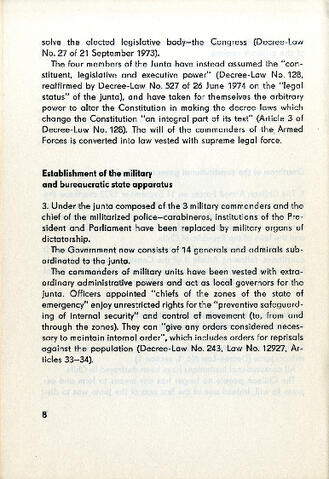 solve the elected legislative body—the Congress (Decree-Law
No. 27 of 21 September 1973).
The four members of the Junta have instead assumed the "con-
stituent, legislative and executive power" (Decree-Law No. 128,
reaffirmed by Decree-Law No. 527 of 26 June 1974 on the "legal
status" of the junta), and have taken for themselves the arbitrary
power to alter the Constitution in making the decree laws which
change the Constitution "an integral part of its text" (Article 3 of
Decree-Law No. 128). The will of the commanders of the Armed
Forces is converted into law vested with supreme legal force.
Establishment of the military
and bureaucratic state apparatus
3. Under the junta composed of the 3 military commanders and the
chief of the militarized police—carabineros, institutions of the Pre-
sident and Parliament have been replaced by military organs of
dictatorship.
The Government now consists of 14 generals and admirals sub-
ordinated to the junta.
The commanders of military units have been vested with extra-
ordinary administrative powers and act as local governors for the
junta. Officers appointed "chiefs of the zones of the state of
emergency" enjoy unrestricted rights for the "preventive safeguard-
ing of internal security" and control of movement (to, from and
through the zones). They can "give any orders considered neces-
sary to maintain internal order", which includes orders for reprisals
against the population (Decree-Law No. 243, Law No. 12927, Ar-
ticles 33—34).
8